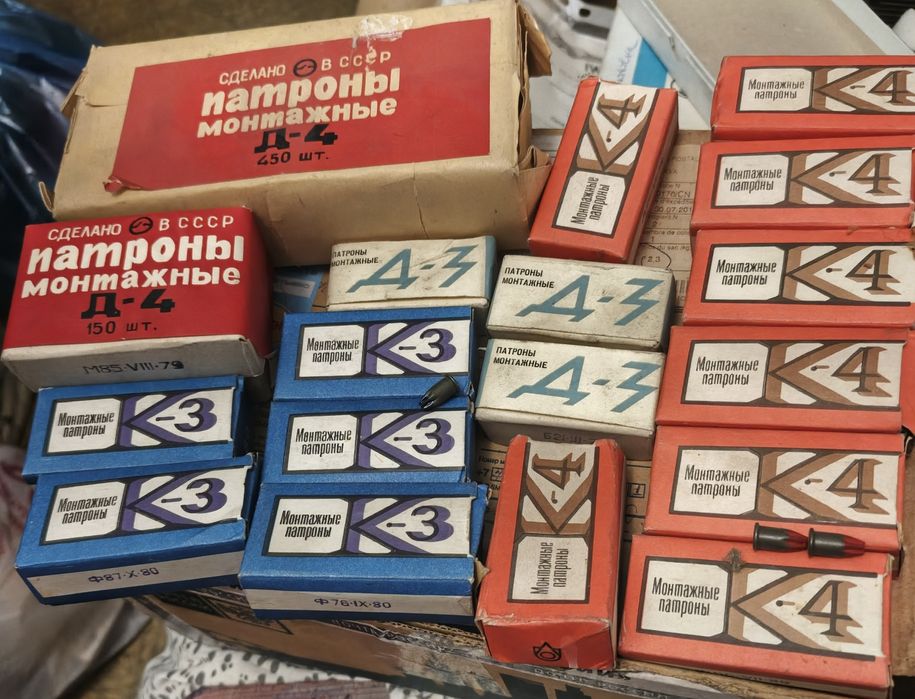 СДЕЛАНО В СССР
патроны
монтажные
Д-4
450 шт.
СДЕЛАНО В СССР
патроны
монтажные
Д-4
150 шт.
М85-VIII-79
ПАТРОНЫ
МОНТАЖНЫЕ
Д-3
ПАТРОНЫ
МОНТАЖНЫЕ
Д-3
ПАТРОНЫ
МОНТАЖНЫЕ
Д-3
Монтажные
патроны
К-3
Монтажные
патроны
К-3
Монтажные
патроны
К-3
Монтажные
патроны
К-3
Ф87-X-80
Монтажные
патроны
К-3
Ф76-IX-80
К-4
Монтажные
патроны
К-4
Монтажные
патроны
Монтажные
патроны
К-4
Монтажные
патроны
К-4
Монтажные
патроны
К-4
Монтажные
патроны
К-4
Монтажные
патроны
К-4
Монтажные
патроны
К-4